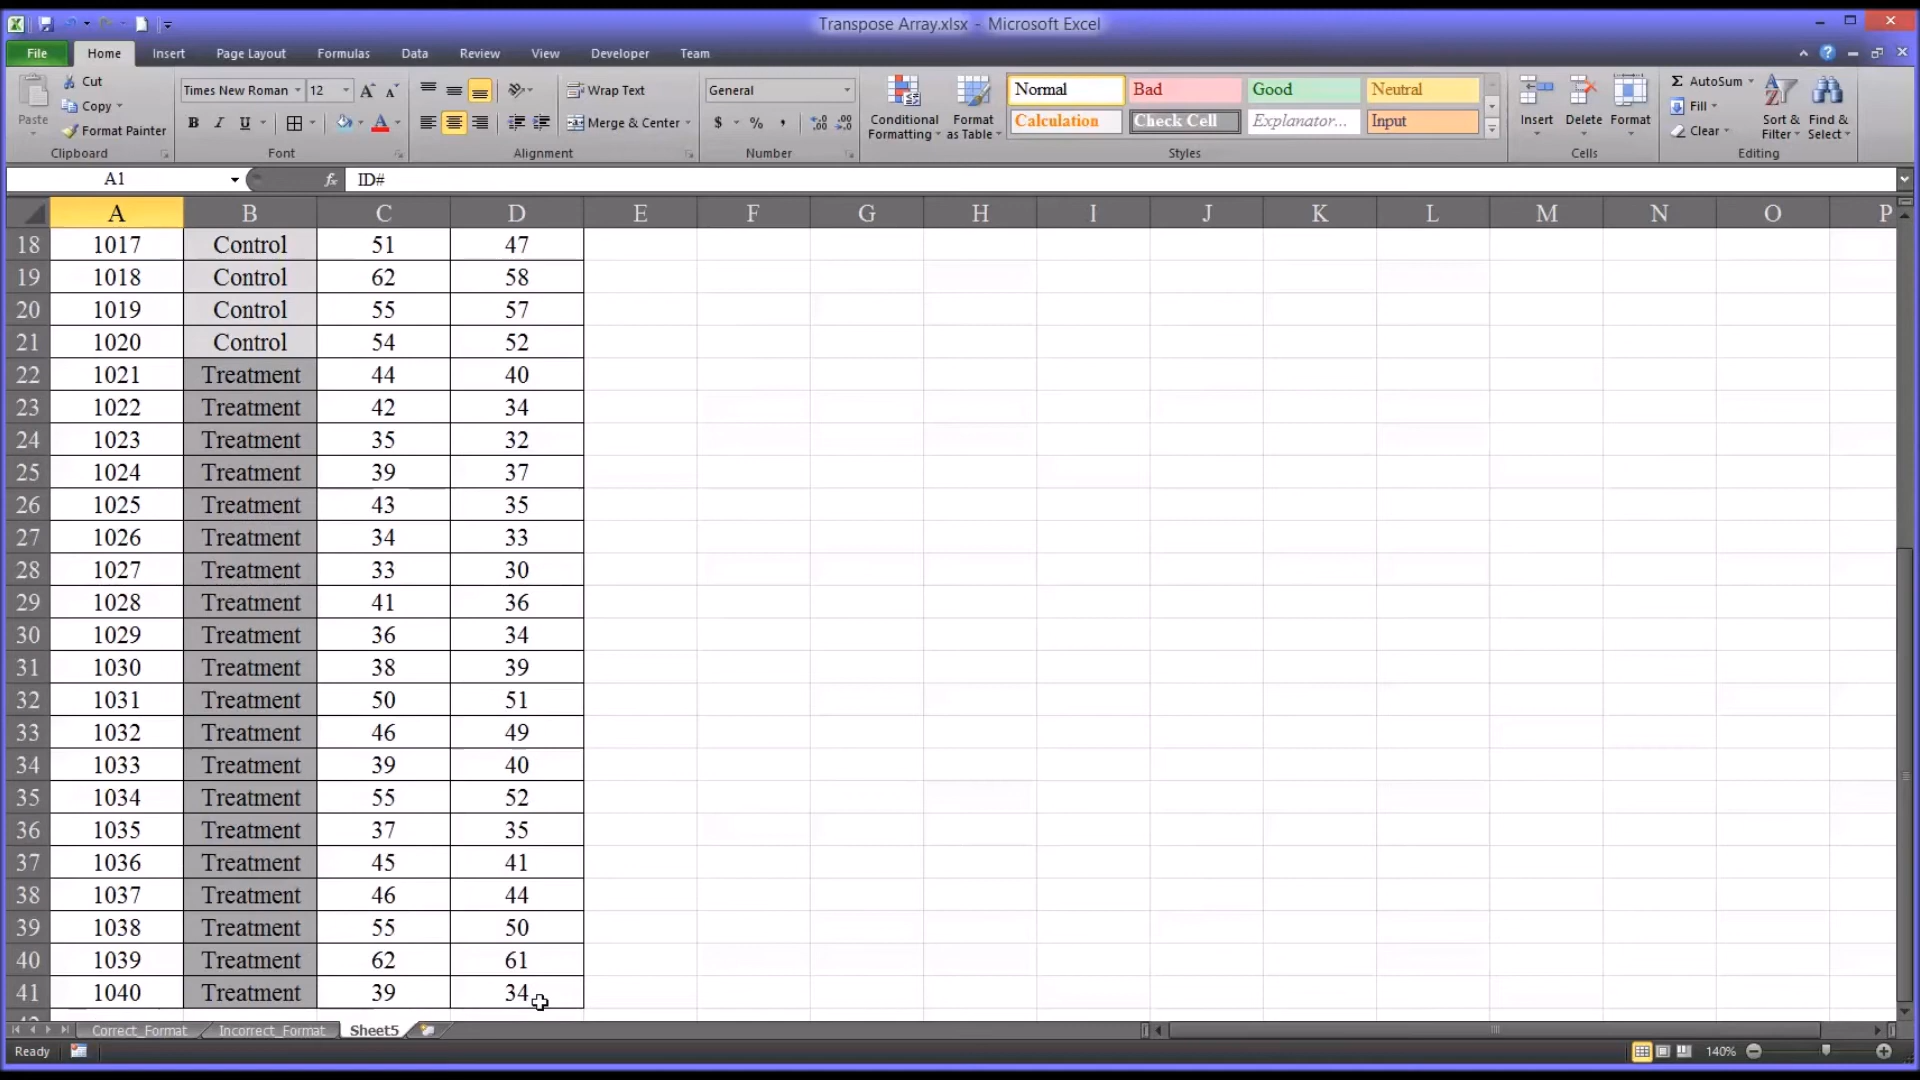 Transpose Array.xlsx - Microsoft Excel
File Home Insert Page Layout Formulas Data Review View Developer Team
Paste Cut Copy Format Painter
Clipboard
Times New Roman 12
B I U A
Font
Wrap Text
Merge & Center
Alignment
General
$ % ,
Number
Conditional Formatting Format as Table
Normal Bad Good Neutral
Calculation Check Cell Explanator... Input
Styles
Insert Delete Format
Cells
AutoSum
Fill
Clear
Sort & Filter Find & Select
Editing
A1 fx ID#
A B C D E F G H I J K L M N O P
18 1017 Control 51 47
19 1018 Control 62 58
20 1019 Control 55 57
21 1020 Control 54 52
22 1021 Treatment 44 40
23 1022 Treatment 42 34
24 1023 Treatment 35 32
25 1024 Treatment 39 37
26 1025 Treatment 43 35
27 1026 Treatment 34 33
28 1027 Treatment 33 30
29 1028 Treatment 41 36
30 1029 Treatment 36 34
31 1030 Treatment 38 39
32 1031 Treatment 50 51
33 1032 Treatment 46 49
34 1033 Treatment 39 40
35 1034 Treatment 55 52
36 1035 Treatment 37 35
37 1036 Treatment 45 41
38 1037 Treatment 46 44
39 1038 Treatment 55 50
40 1039 Treatment 62 61
41 1040 Treatment 39 34
Correct_Format Incorrect_Format Sheet5
Ready 140%